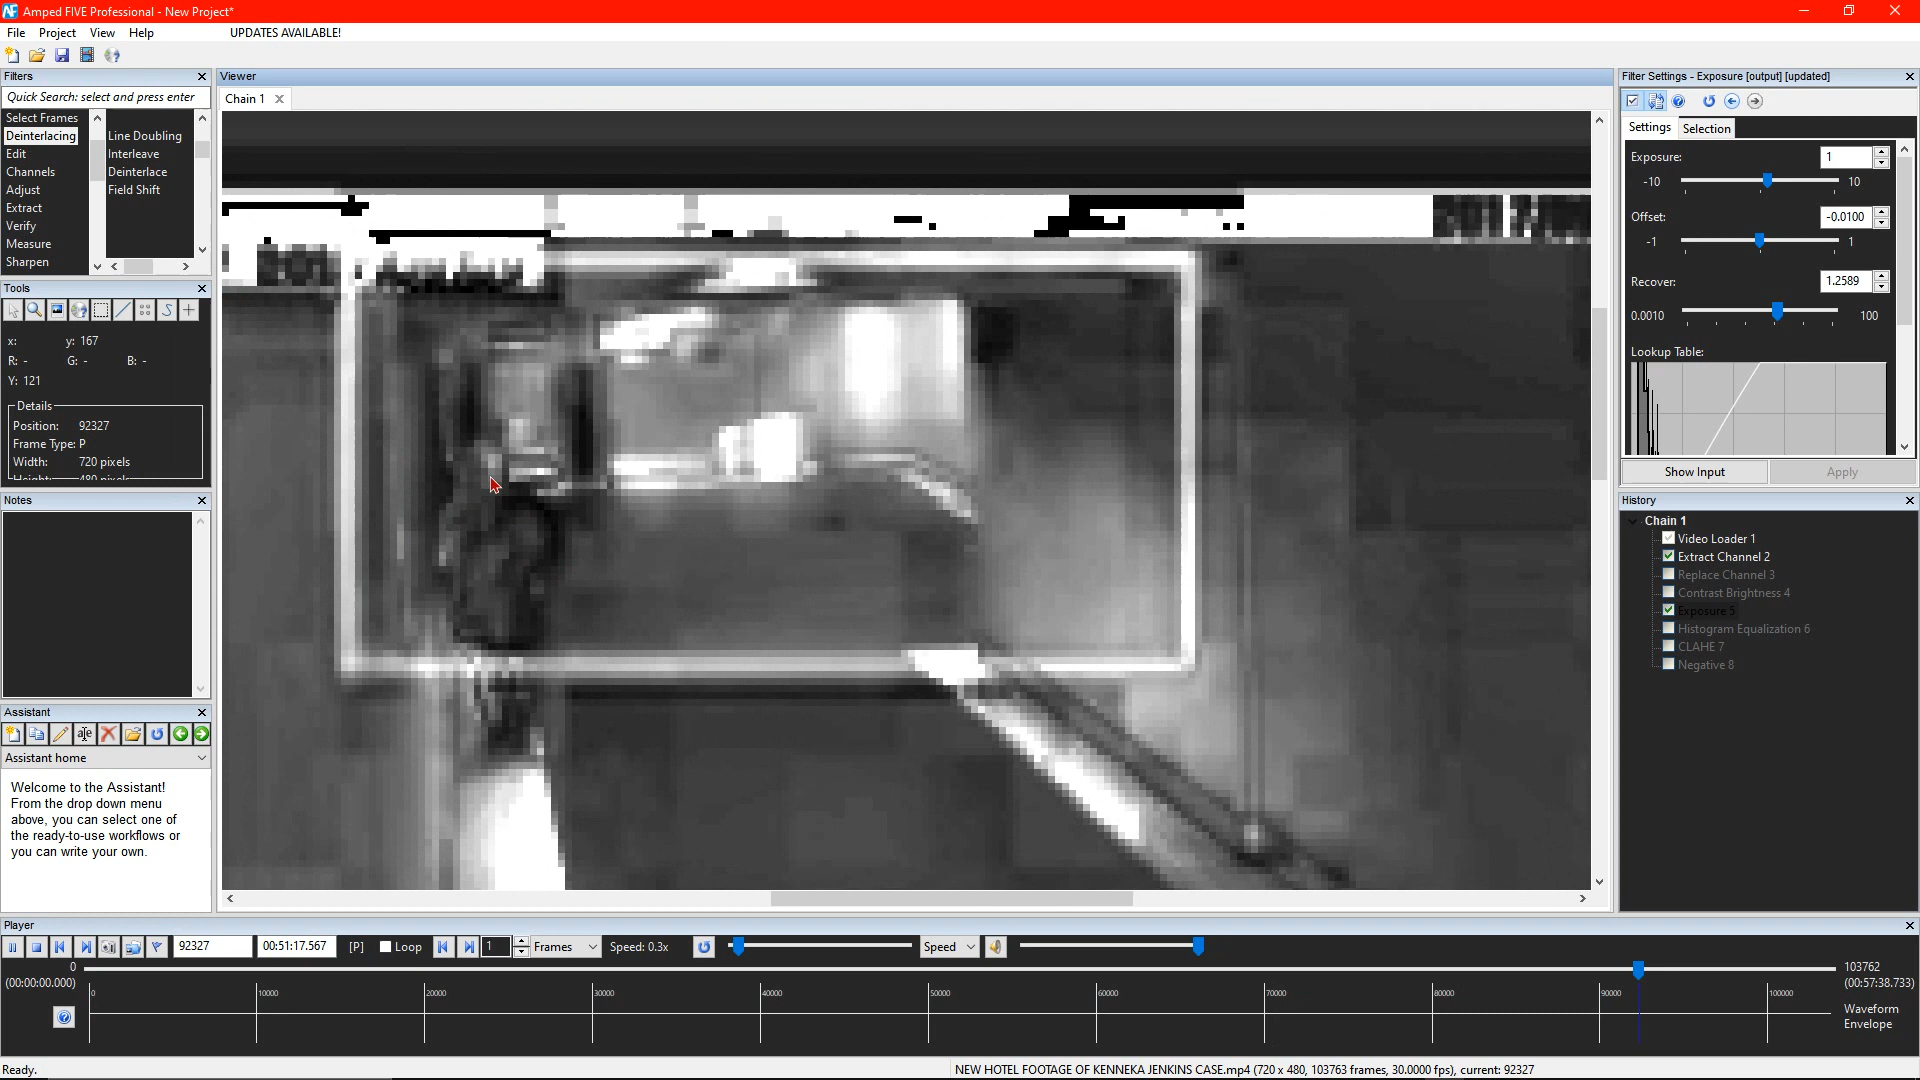 Amped FIVE Professional - New Project*
File Project View Help UPDATES AVAILABLE!
Filters
Quick Search: select and press enter
Select Frames
Deinterlacing
Edit
Channels
Adjust
Extract
Verify
Measure
Sharpen
Line Doubling
Interleave
Deinterlace
Field Shift
Tools
x: y: 167
R: - G: - B: -
Y: 121
Details
Position: 92327
Frame Type: P
Width: 720 pixels
Height: 480 pixels
Notes
Assistant
Assistant home
Welcome to the Assistant!
From the drop down menu
above, you can select one of
the ready-to-use workflows or
you can write your own.
Viewer
Chain 1
Filter Settings - Exposure [output] [updated]
Settings Selection
Exposure: 1
-10 10
Offset: -0.0100
-1 1
Recover: 1.2589
0.0010 100
Lookup Table:
Show Input Apply
History
Chain 1
Video Loader 1
Extract Channel 2
Replace Channel 3
Contrast Brightness 4
Exposure 5
Histogram Equalization 6
CLAHE 7
Negative 8
Player
92327 00:51:17.567 [P] Loop 1 Frames Speed: 0.3x Speed
0 103762
(00:00:00.000) (00:57:38.733)
0 10000 20000 30000 40000 50000 60000 70000 80000 90000 100000
Waveform
Envelope
Ready. NEW HOTEL FOOTAGE OF KENNEKA JENKINS CASE.mp4 (720 x 480, 103763 frames, 30.0000 fps), current: 92327